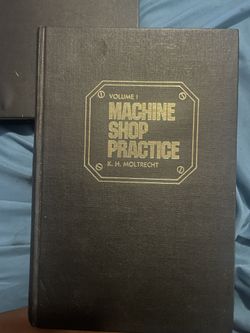 VOLUME I
MACHINE
SHOP
PRACTICE
K. H. MOLTRECHT